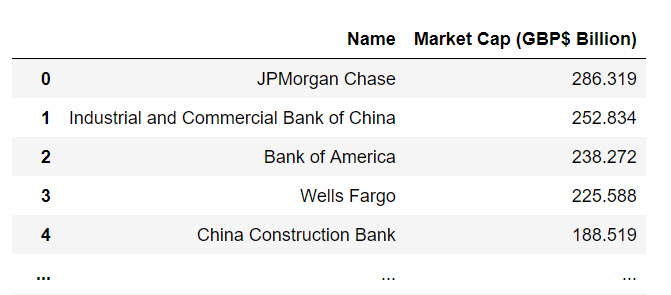 Name Market Cap (GBP$ Billion)
0 JPMorgan Chase 286.319
1 Industrial and Commercial Bank of China 252.834
2 Bank of America 238.272
3 Wells Fargo 225.588
4 China Construction Bank 188.519
... ... ...